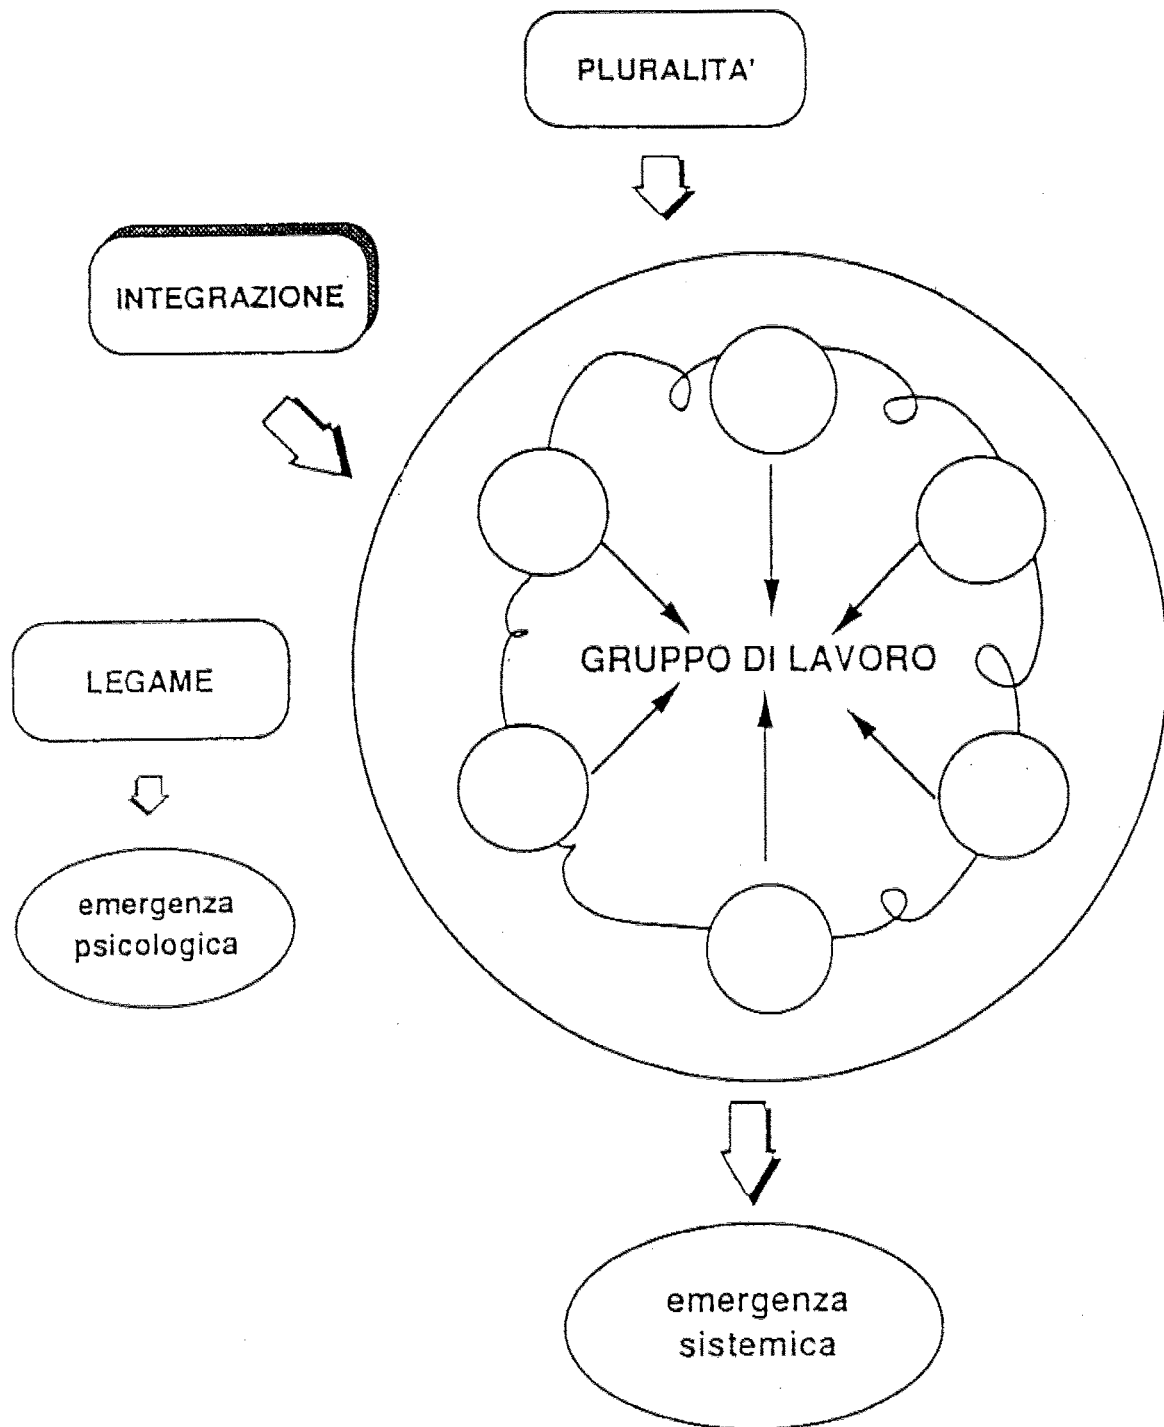 PLURALITA'
INTEGRAZIONE
GRUPPO DI LAVORO
LEGAME
emergenza
psicologica
emergenza
sistemica